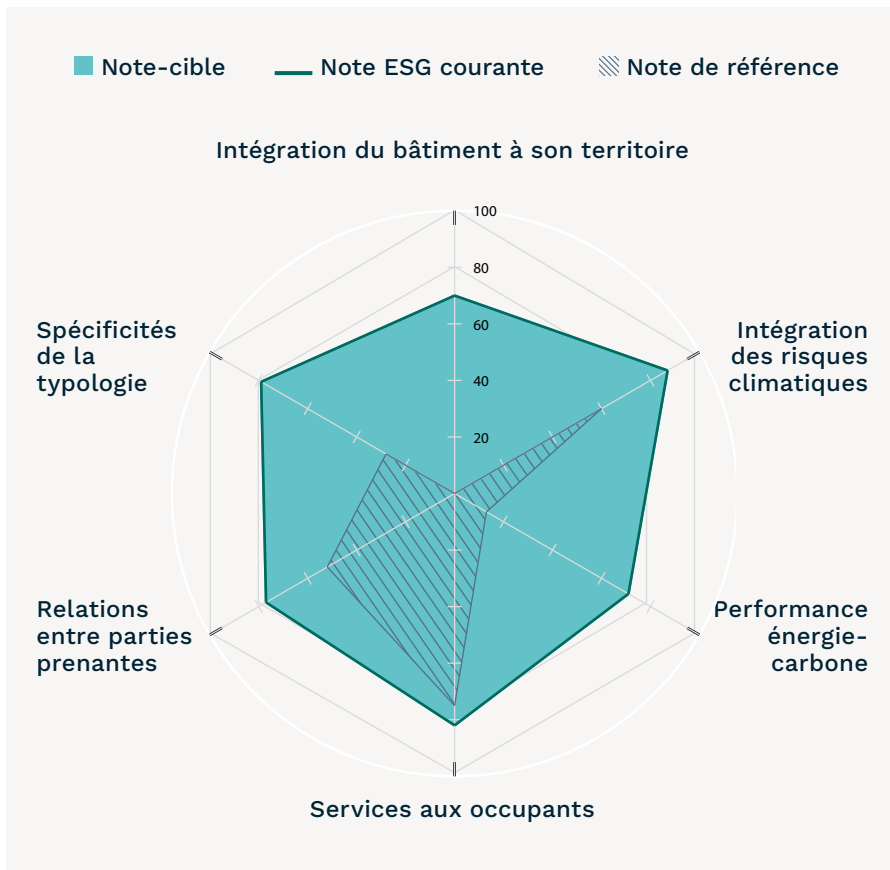 Note-cible
Note ESG courante
Note de référence
Intégration du bâtiment à son territoire
100
80
60
40
20
Spécificités
de la
typologie
Intégration
des risques
climatiques
Relations
entre parties
prenantes
Performance
énergie-
carbone
Services aux occupants